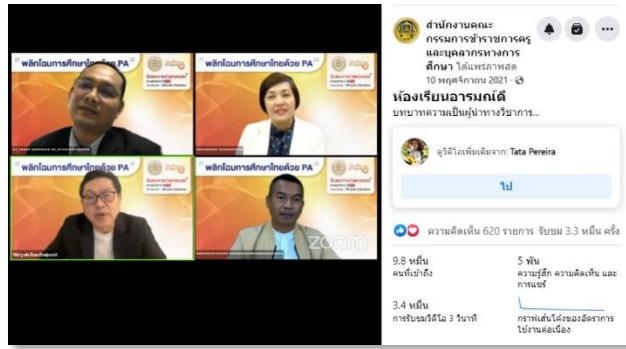 พลิกโฉมการศึกษาไทยด้วย PA
พลิกโฉมการศึกษาไทยด้วย PA
พลิกโฉมการศึกษาไทยด้วย PA
พลิกโฉมการศึกษาไทยด้วย PA
zoom
สำนักงานคณะ
กรรมการข้าราชการครู
และบุคลากรทางการ
ศึกษา ได้แพร่ภาพสด
10 พฤศจิกายน 2021 ·
ห้องเรียนอารมณ์ดี
บทบาทความเป็นผู้นำทางวิชาการ...
ดูวิดีโอเพิ่มเติมจาก: Tata Pereira
ไป
ความคิดเห็น 620 รายการ รับชม 3.3 หมื่น ครั้ง
9.8 หมื่น
คนที่เข้าถึง
5 พัน
ความรู้สึก ความคิดเห็น และ
การแชร์
3.4 หมื่น
การรับชมวิดีโอ 3 วินาที
กราฟเส้นโค้งของอัตราการ
ใช้งานต่อเนื่อง